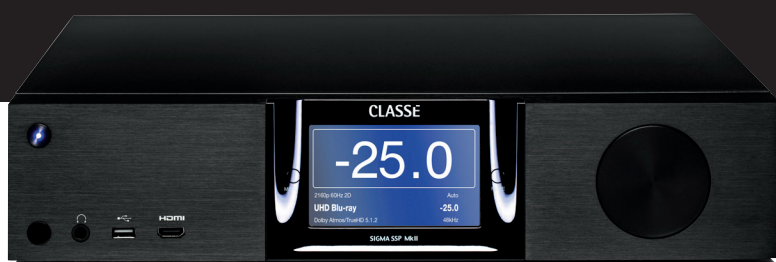 CLASSÉ
-25.0
2160p-60Hz 2D Auto
UHD Blu-ray -25.0
Dolby Atmos/TrueHD 5.1.2 48kHz
HDMI
SIGMA SSP MkII